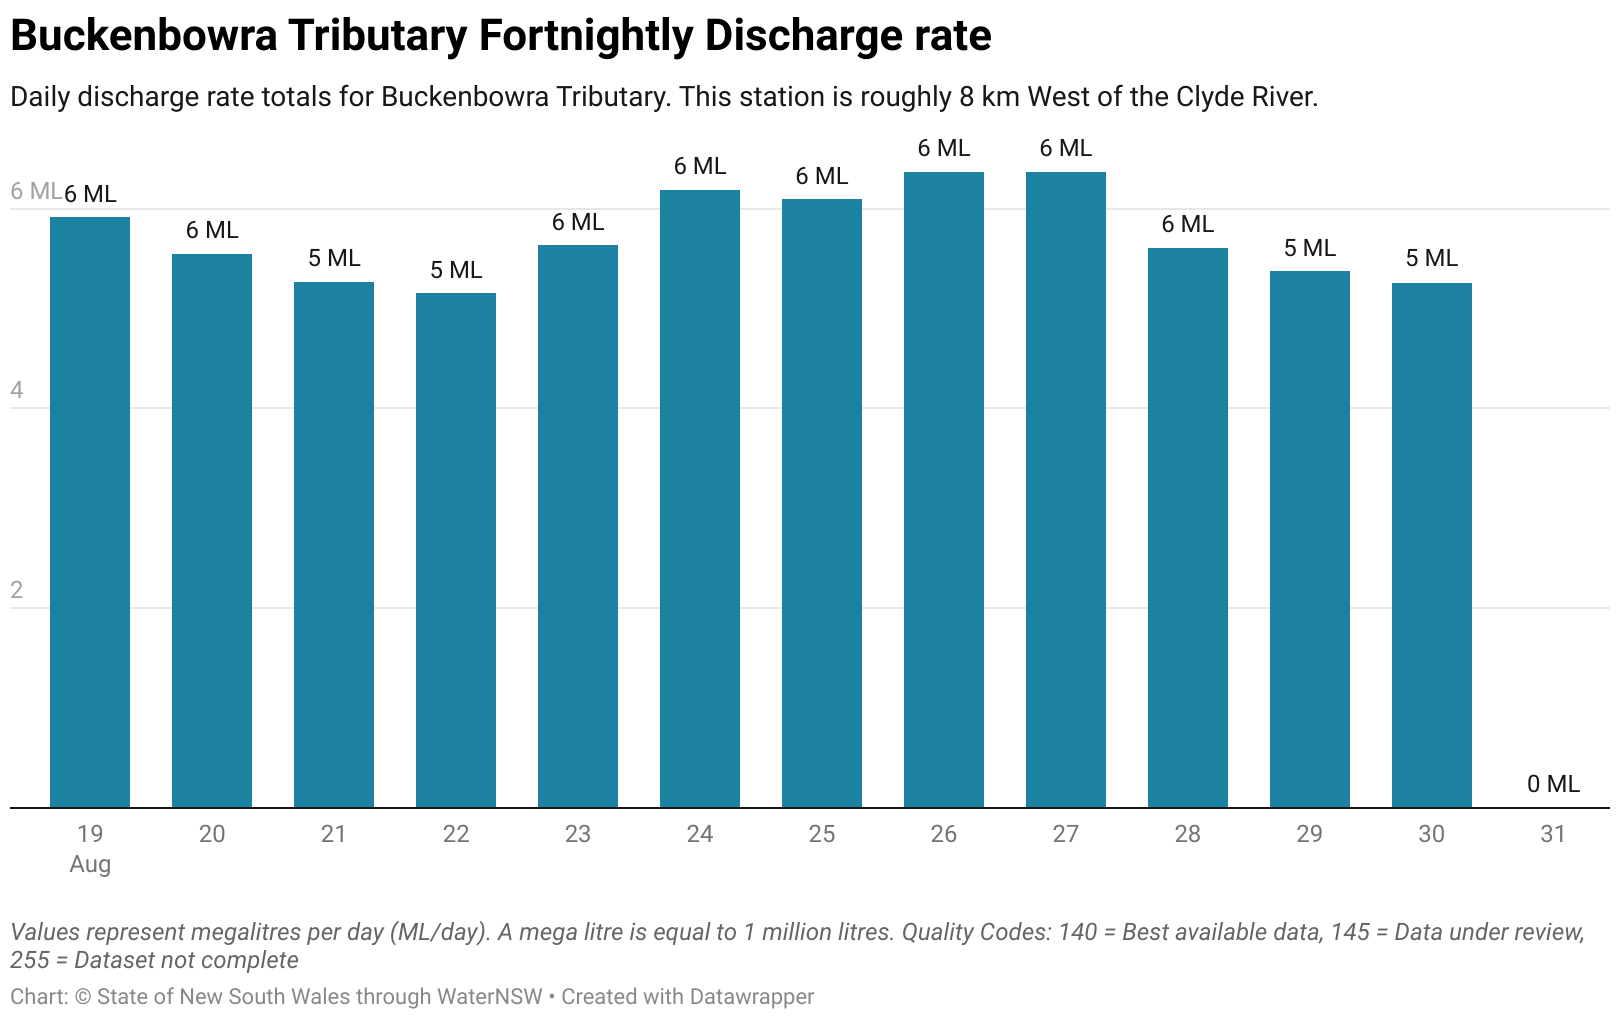 Buckenbowra Tributary Fortnightly Discharge rate
Daily discharge rate totals for Buckenbowra Tributary. This station is roughly 8 km West of the Clyde River.
6 ML
6 ML
6 ML
5 ML
5 ML
6 ML
6 ML
6 ML
6 ML
6 ML
6 ML
5 ML
5 ML
0 ML
4
2
19 20 21 22 23 24 25 26 27 28 29 30 31
Aug
Values represent megalitres per day (ML/day). A mega litre is equal to 1 million litres. Quality Codes: 140 = Best available data, 145 = Data under review,
255 = Dataset not complete
Chart: © State of New South Wales through WaterNSW • Created with Datawrapper